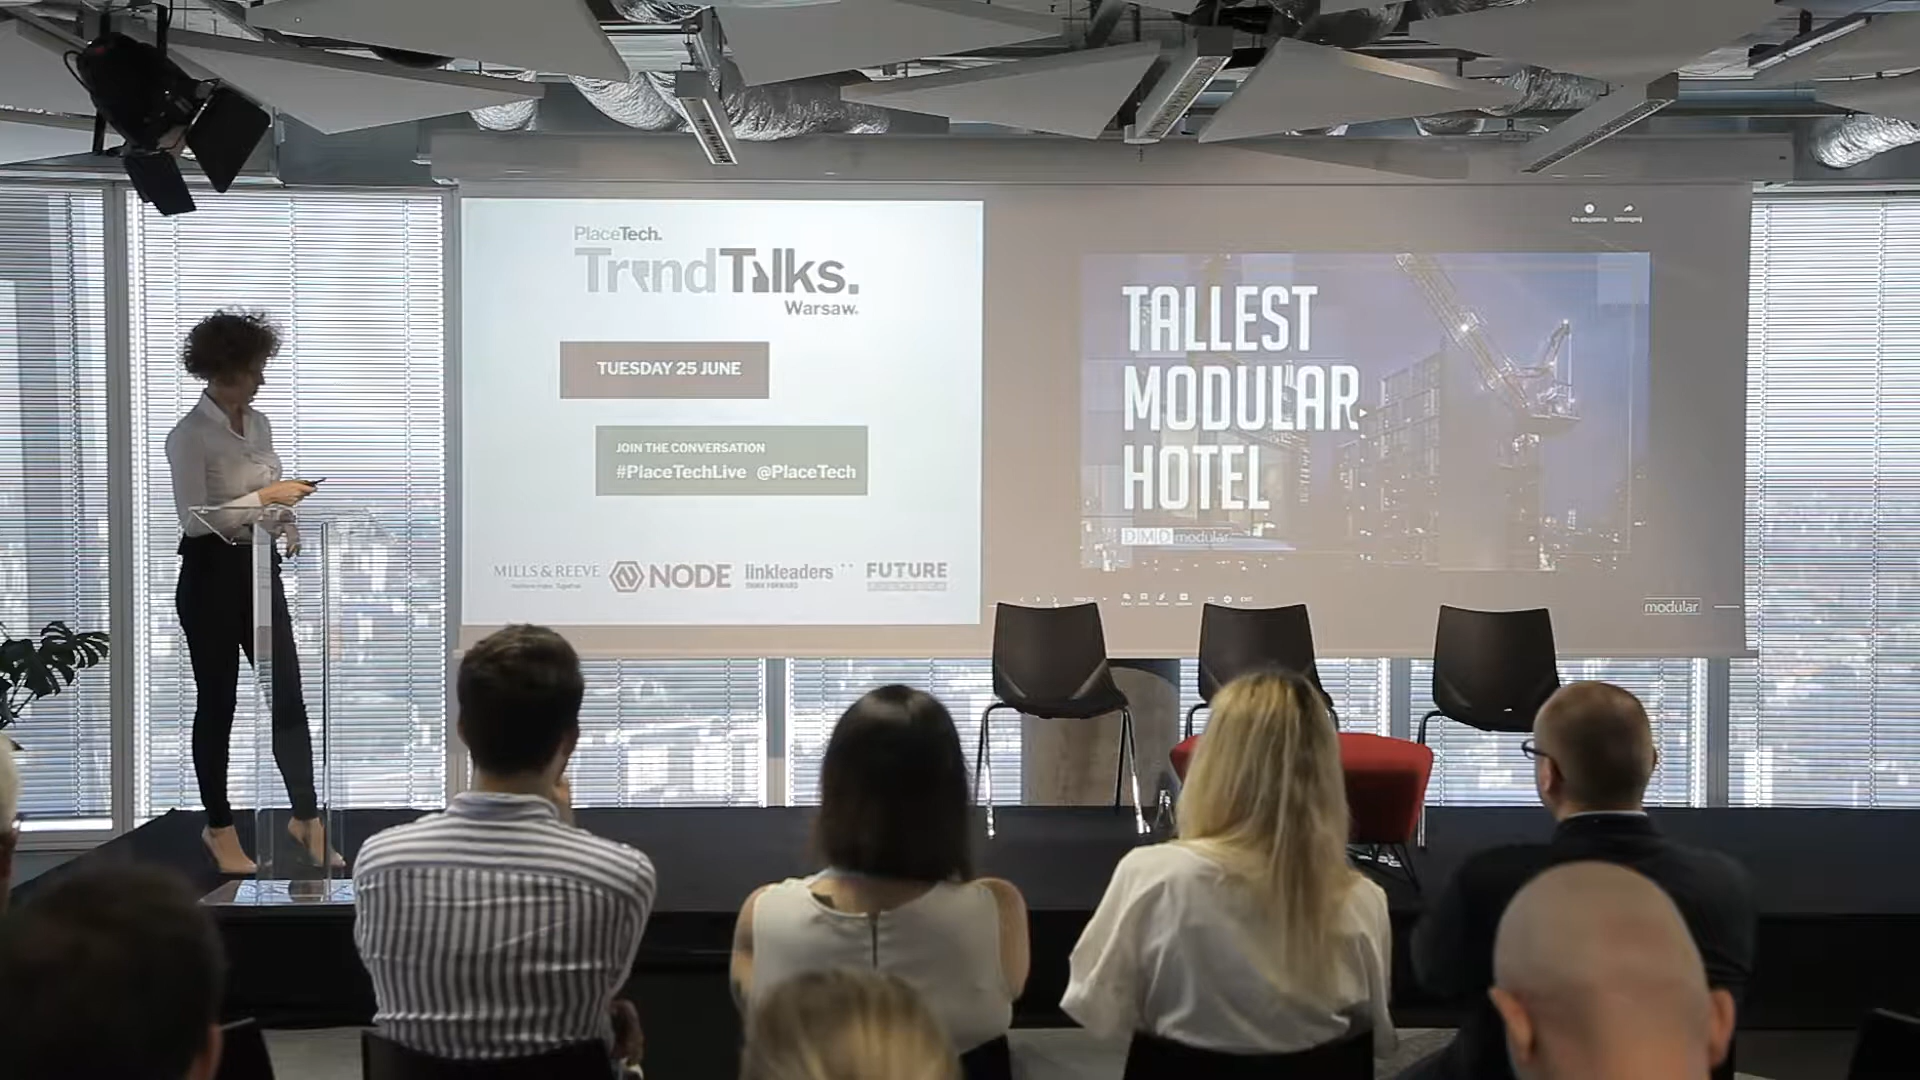 PlaceTech.
TrendTalks.
Warsaw.
TUESDAY 25 JUNE
JOIN THE CONVERSATION
#PlaceTechLive @PlaceTech
MILLS & REEVE
NODE
linkleaders
THINK FORWARD
FUTURE
TALLEST
MODULAR
HOTEL
DMD modular
modular